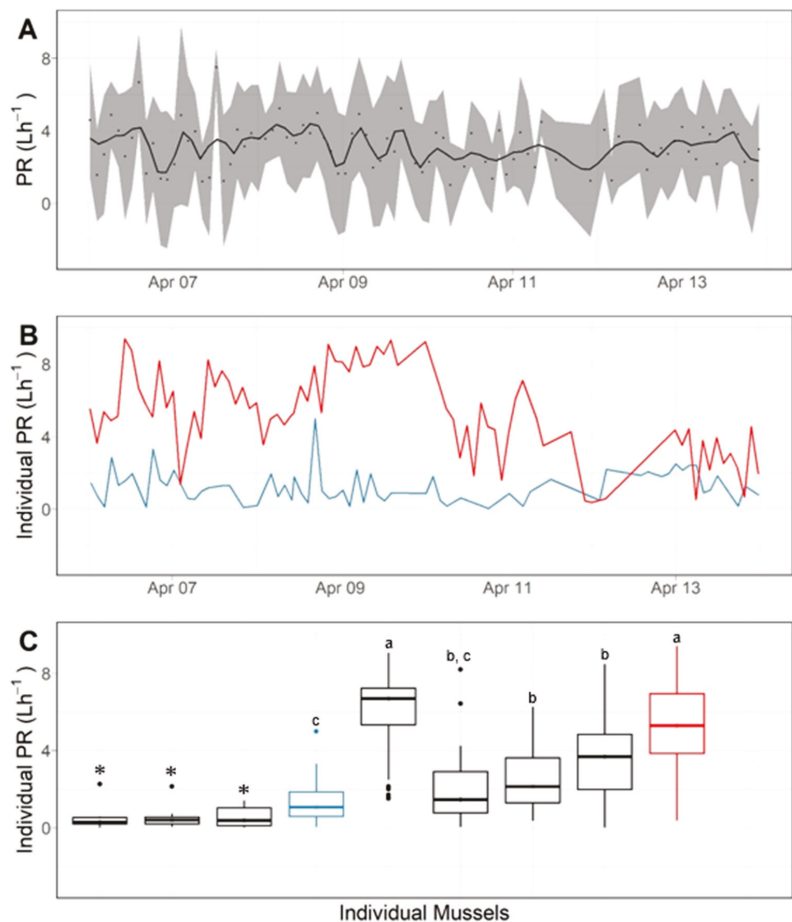 A
PR (Lh⁻¹)
8
4
0
Apr 07 Apr 09 Apr 11 Apr 13
B
Individual PR (Lh⁻¹)
8
4
0
Apr 07 Apr 09 Apr 11 Apr 13
C
Individual PR (Lh⁻¹)
8
4
0
* * * c a b, c b b a
Individual Mussels